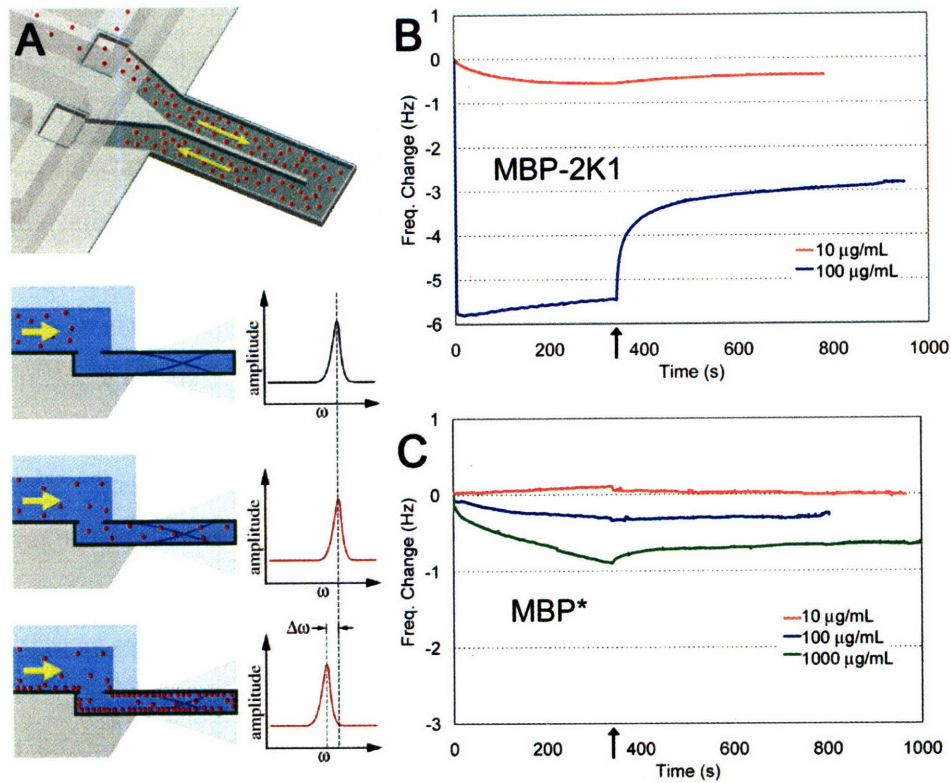 A
amplitude
ω
amplitude
ω
Δω
amplitude
ω
B
Freq. Change (Hz)
1
0
-1
-2
-3
-4
-5
-6
MBP-2K1
10 µg/mL
100 µg/mL
0 200 400 600 800 1000
Time (s)
C
Freq. Change (Hz)
1
0
-1
-2
-3
MBP*
10 µg/mL
100 µg/mL
1000 µg/mL
0 200 400 600 800 1000
Time (s)